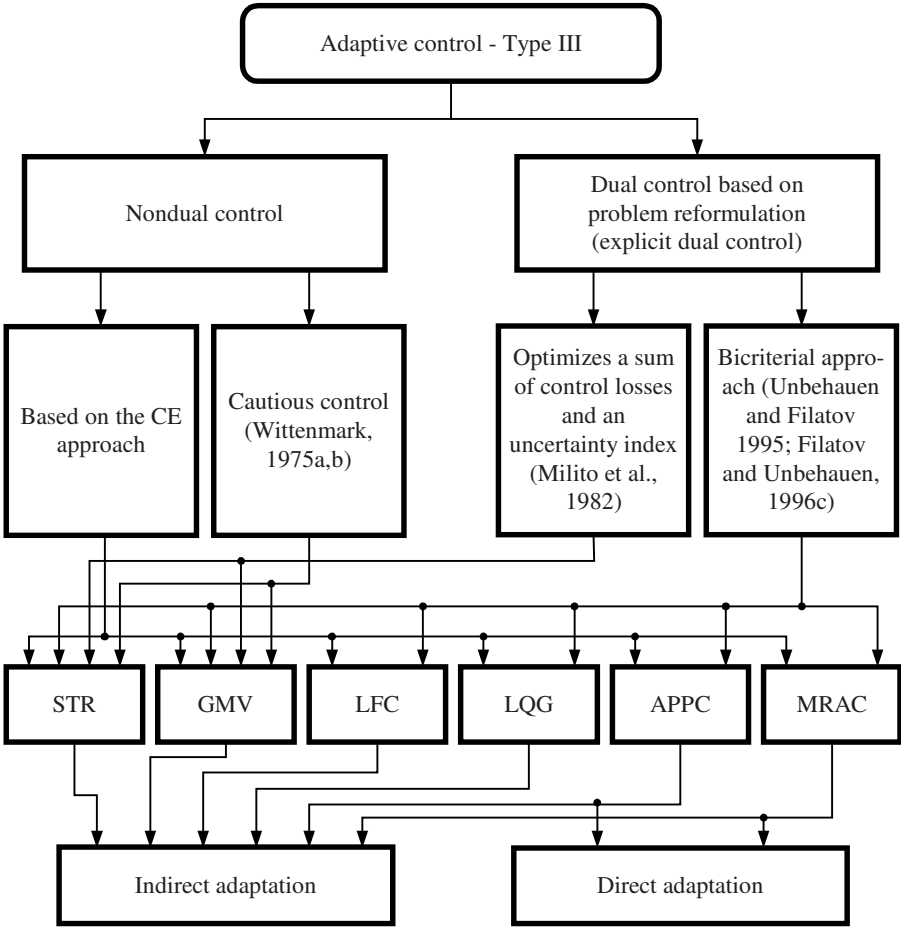 Adaptive control - Type III
Nondual control
Dual control based on
problem reformulation
(explicit dual control)
Based on the CE
approach
Cautious control
(Wittenmark,
1975a,b)
Optimizes a sum
of control losses
and an
uncertainty index
(Milito et al.,
1982)
Bicriterial appro-
ach (Unbehauen
and Filatov
1995; Filatov
and Unbehauen,
1996c)
STR
GMV
LFC
LQG
APPC
MRAC
Indirect adaptation
Direct adaptation